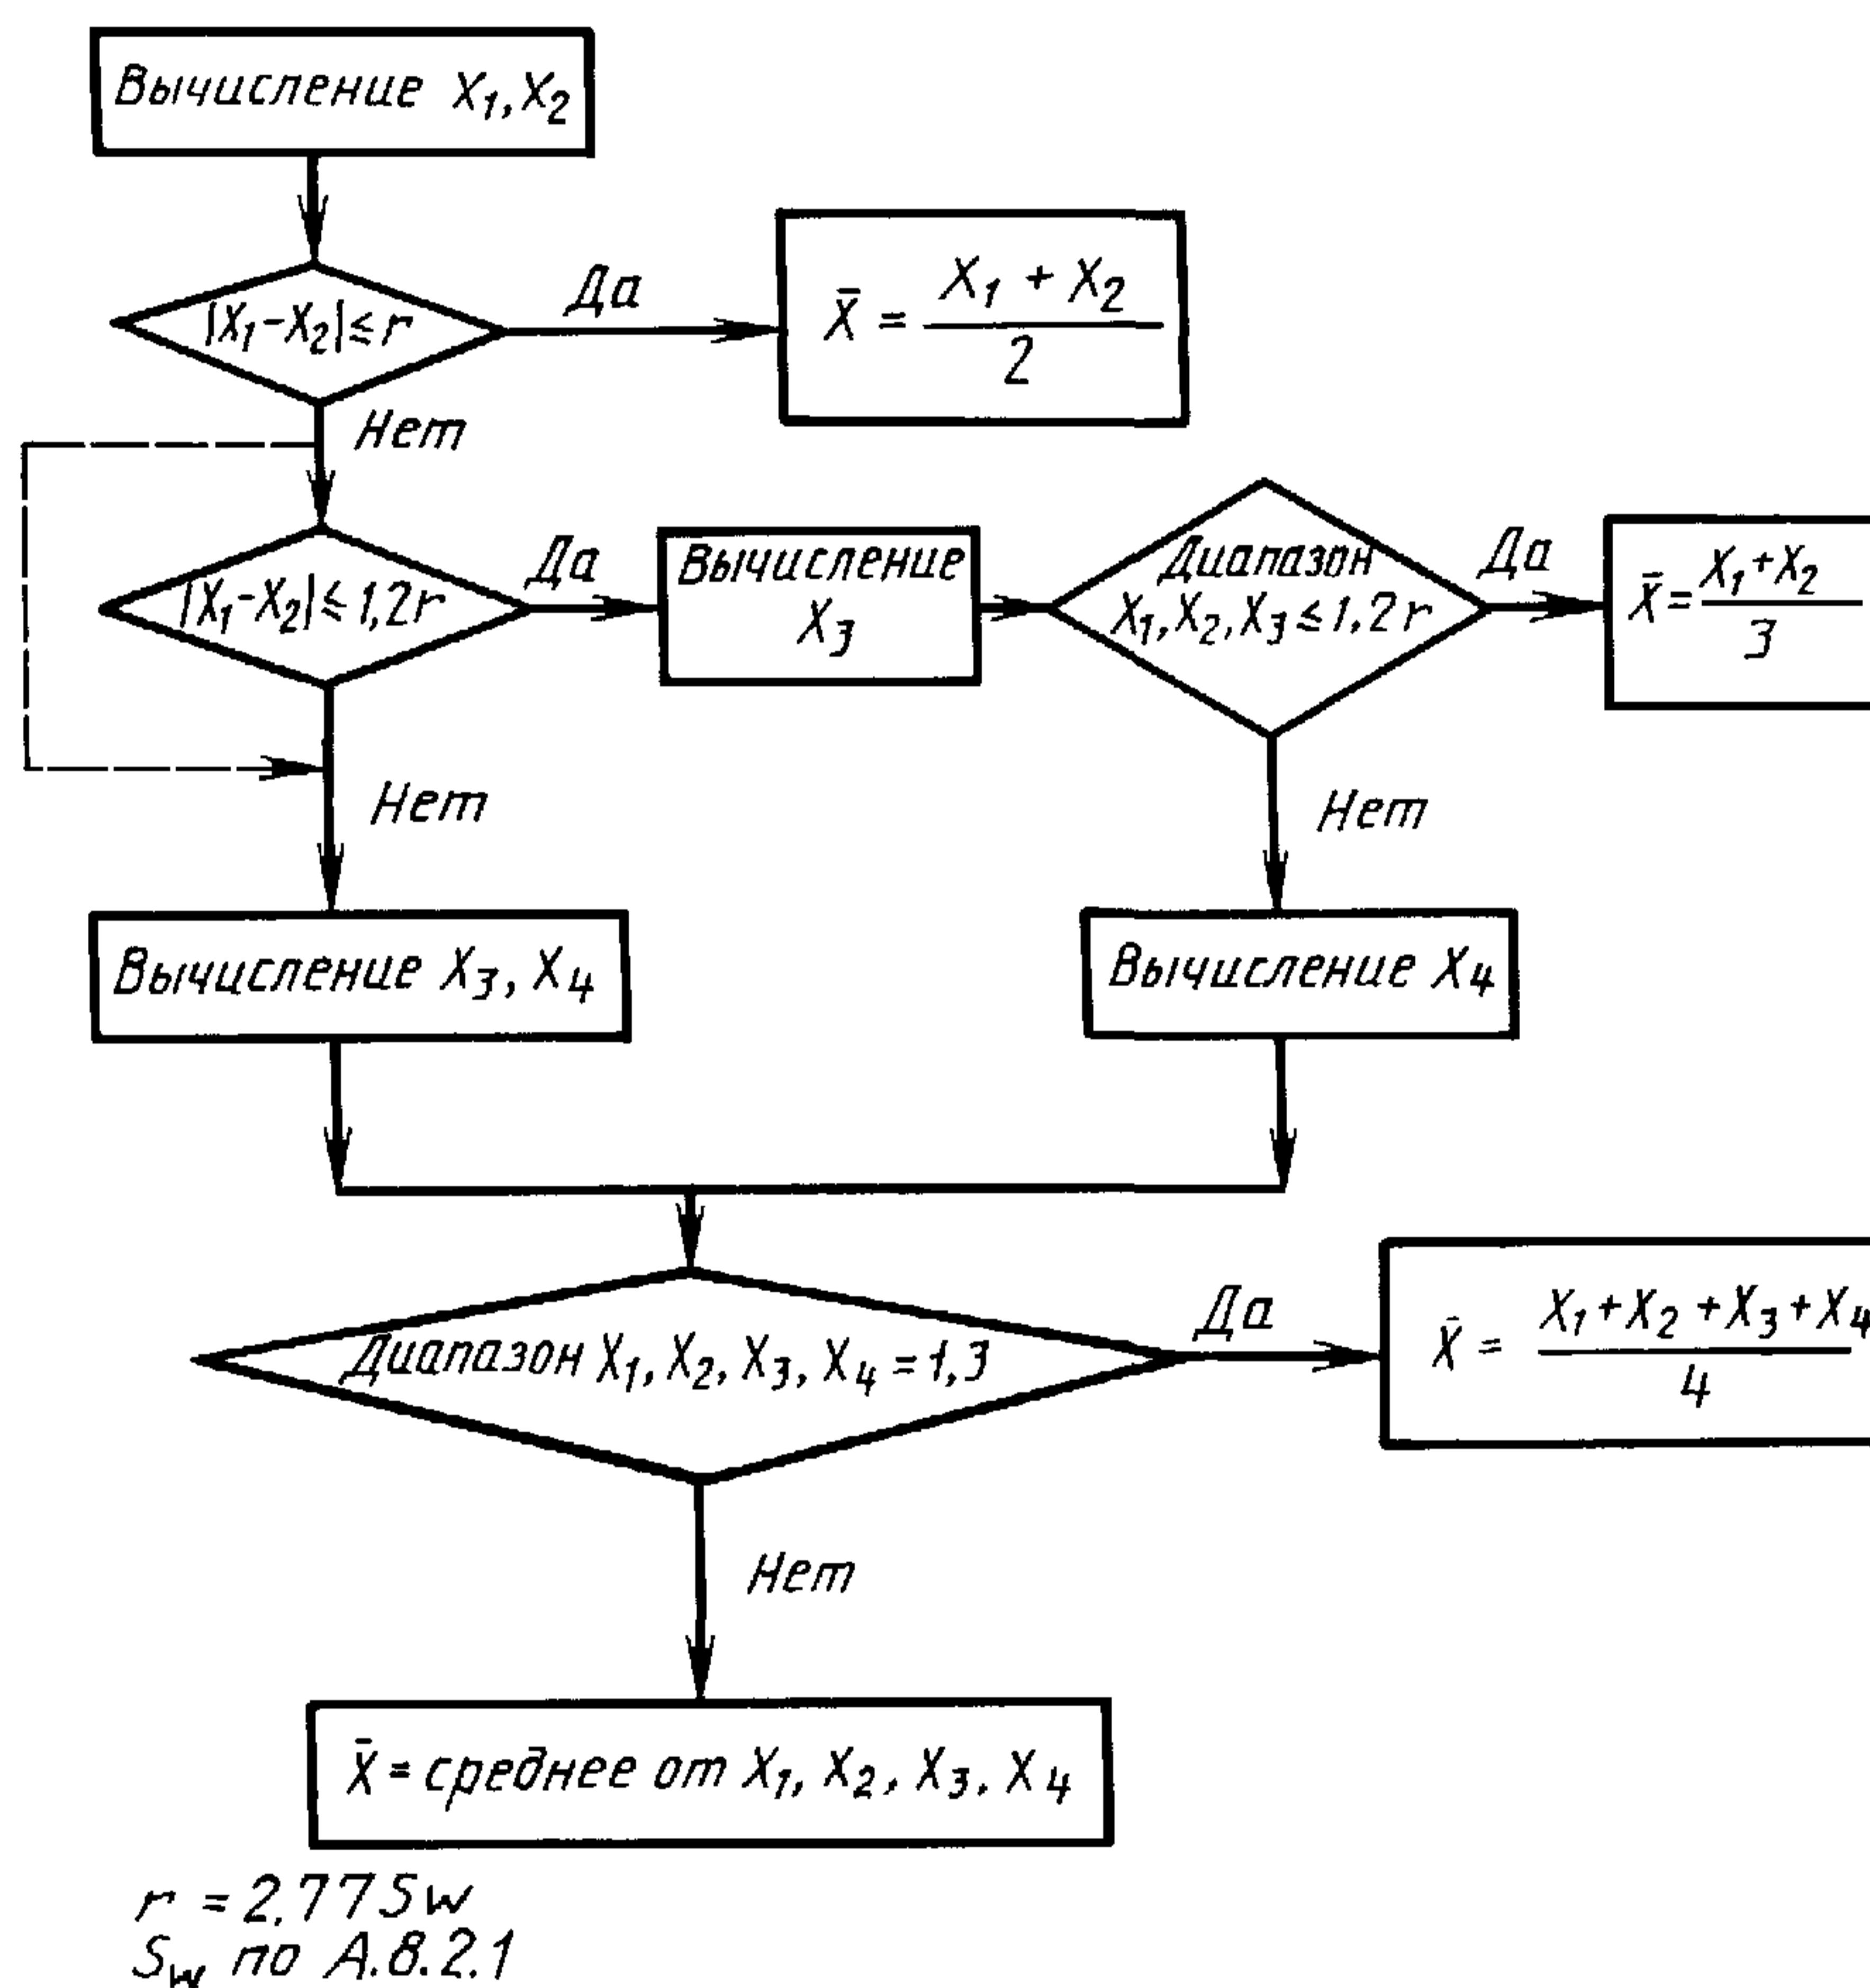 Вычисление X₁, X₂
|X₁-X₂| ≤ r
Да
X̄ = (X₁ + X₂)/2
Нет
|X₁-X₂| ≤ 1,2r
Да
Вычисление
X₃
Диапазон
X₁, X₂, X₃ ≤ 1,2r
Да
X̄ = (X₁+X₂)/3
Нет
Нет
Вычисление X₃, X₄
Вычисление X₄
Диапазон X₁, X₂, X₃, X₄ = 1,3
Да
X̄ = (X₁+X₂+X₃+X₄)/4
Нет
X̄ = среднее от X₁, X₂, X₃, X₄
r = 2,77Sw
Sw по А.8.2.1